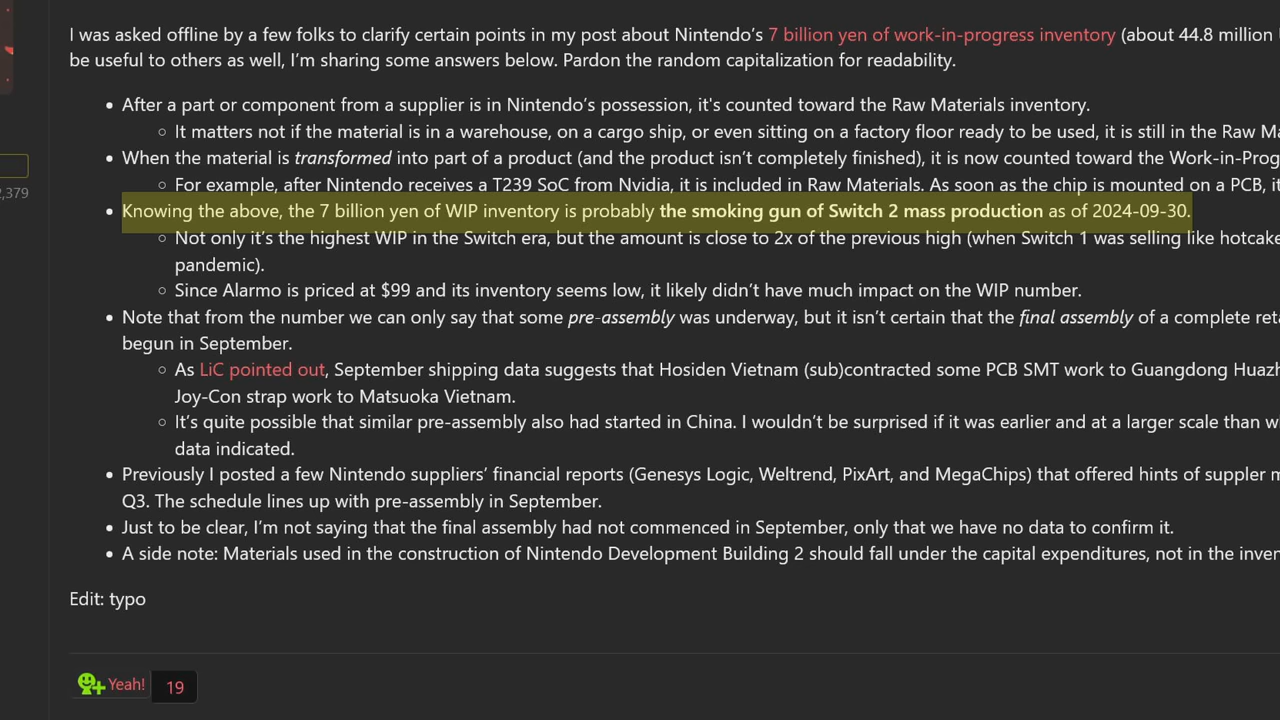 I was asked offline by a few folks to clarify certain points in my post about Nintendo's 7 billion yen of work-in-progress inventory (about 44.8 million
be useful to others as well, I'm sharing some answers below. Pardon the random capitalization for readability.
• After a part or component from a supplier is in Nintendo's possession, it's counted toward the Raw Materials inventory.
○ It matters not if the material is in a warehouse, on a cargo ship, or even sitting on a factory floor ready to be used, it is still in the Raw Ma
• When the material is transformed into part of a product (and the product isn't completely finished), it is now counted toward the Work-in-Prog
2,379
○ For example, after Nintendo receives a T239 SoC from Nvidia, it is included in Raw Materials. As soon as the chip is mounted on a PCB, it
• Knowing the above, the 7 billion yen of WIP inventory is probably the smoking gun of Switch 2 mass production as of 2024-09-30.
○ Not only it's the highest WIP in the Switch era, but the amount is close to 2x of the previous high (when Switch 1 was selling like hotcake
pandemic).
○ Since Alarmo is priced at $99 and its inventory seems low, it likely didn't have much impact on the WIP number.
• Note that from the number we can only say that some pre-assembly was underway, but it isn't certain that the final assembly of a complete reta
begun in September.
○ As LiC pointed out, September shipping data suggests that Hosiden Vietnam (sub)contracted some PCB SMT work to Guangdong Huazh
Joy-Con strap work to Matsuoka Vietnam.
○ It's quite possible that similar pre-assembly also had started in China. I wouldn't be surprised if it was earlier and at a larger scale than w
data indicated.
• Previously I posted a few Nintendo suppliers' financial reports (Genesys Logic, Weltrend, PixArt, and MegaChips) that offered hints of suppler m
Q3. The schedule lines up with pre-assembly in September.
• Just to be clear, I'm not saying that the final assembly had not commenced in September, only that we have no data to confirm it.
• A side note: Materials used in the construction of Nintendo Development Building 2 should fall under the capital expenditures, not in the inven
Edit: typo
Yeah! 19